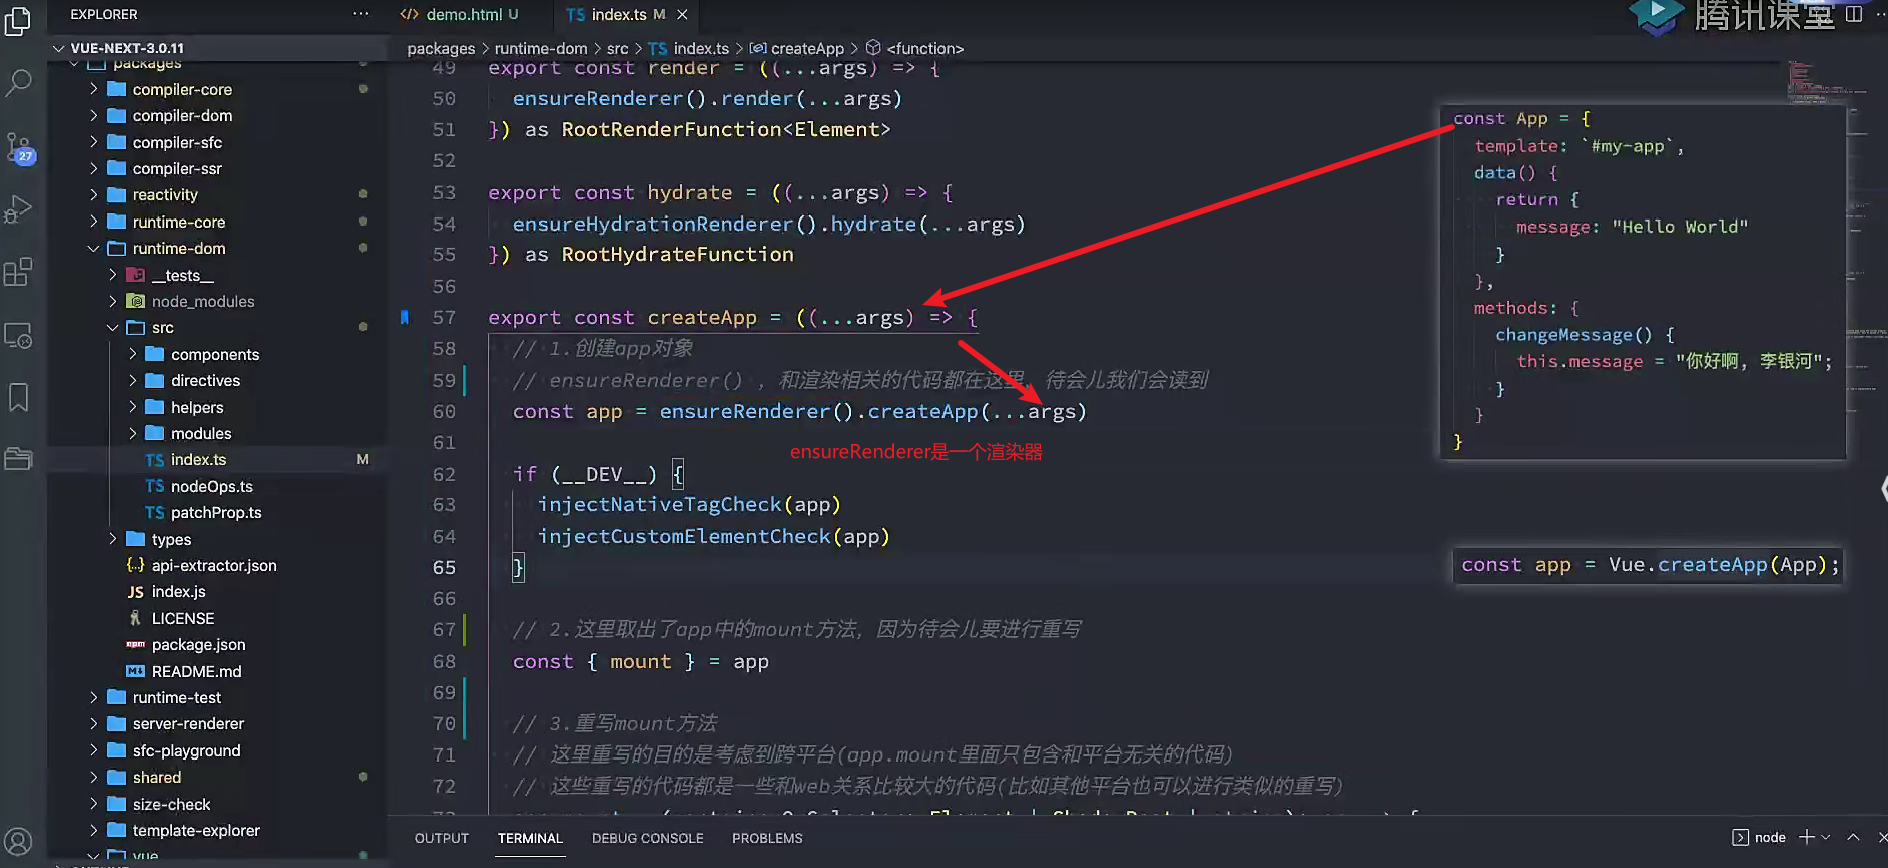 EXPLORER
demo.html U
TS index.ts M
腾讯课堂
VUE-NEXT-3.0.11
packages > runtime-dom > src > TS index.ts > createApp > <function>
packages
compiler-core
compiler-dom
compiler-sfc
compiler-ssr
reactivity
runtime-core
runtime-dom
__tests__
node_modules
src
components
directives
helpers
modules
TS index.ts M
TS nodeOps.ts
TS patchProp.ts
types
{..} api-extractor.json
JS index.js
LICENSE
npm package.json
README.md
runtime-test
server-renderer
sfc-playground
shared
size-check
template-explorer
vue
27
49 export const render = ((...args) => {
50 ensureRenderer().render(...args)
51 }) as RootRenderFunction<Element>
52
53 export const hydrate = ((...args) => {
54 ensureHydrationRenderer().hydrate(...args)
55 }) as RootHydrateFunction
56
57 export const createApp = ((...args) => {
58 // 1.创建app对象
59 // ensureRenderer() , 和渲染相关的代码都在这里, 待会儿我们会读到
60 const app = ensureRenderer().createApp(...args)
61
ensureRenderer是一个渲染器
62 if (__DEV__) {
63 injectNativeTagCheck(app)
64 injectCustomElementCheck(app)
65 }
66
67 // 2.这里取出了app中的mount方法, 因为待会儿要进行重写
68 const { mount } = app
69
70 // 3.重写mount方法
71 // 这里重写的目的是考虑到跨平台(app.mount里面只包含和平台无关的代码)
72 // 这些重写的代码都是一些和web关系比较大的代码(比如其他平台也可以进行类似的重写)
const App = {
template: `#my-app`,
data() {
return {
message: "Hello World"
}
},
methods: {
changeMessage() {
this.message = "你好啊, 李银河";
}
}
}
const app = Vue.createApp(App);
OUTPUT TERMINAL DEBUG CONSOLE PROBLEMS
node